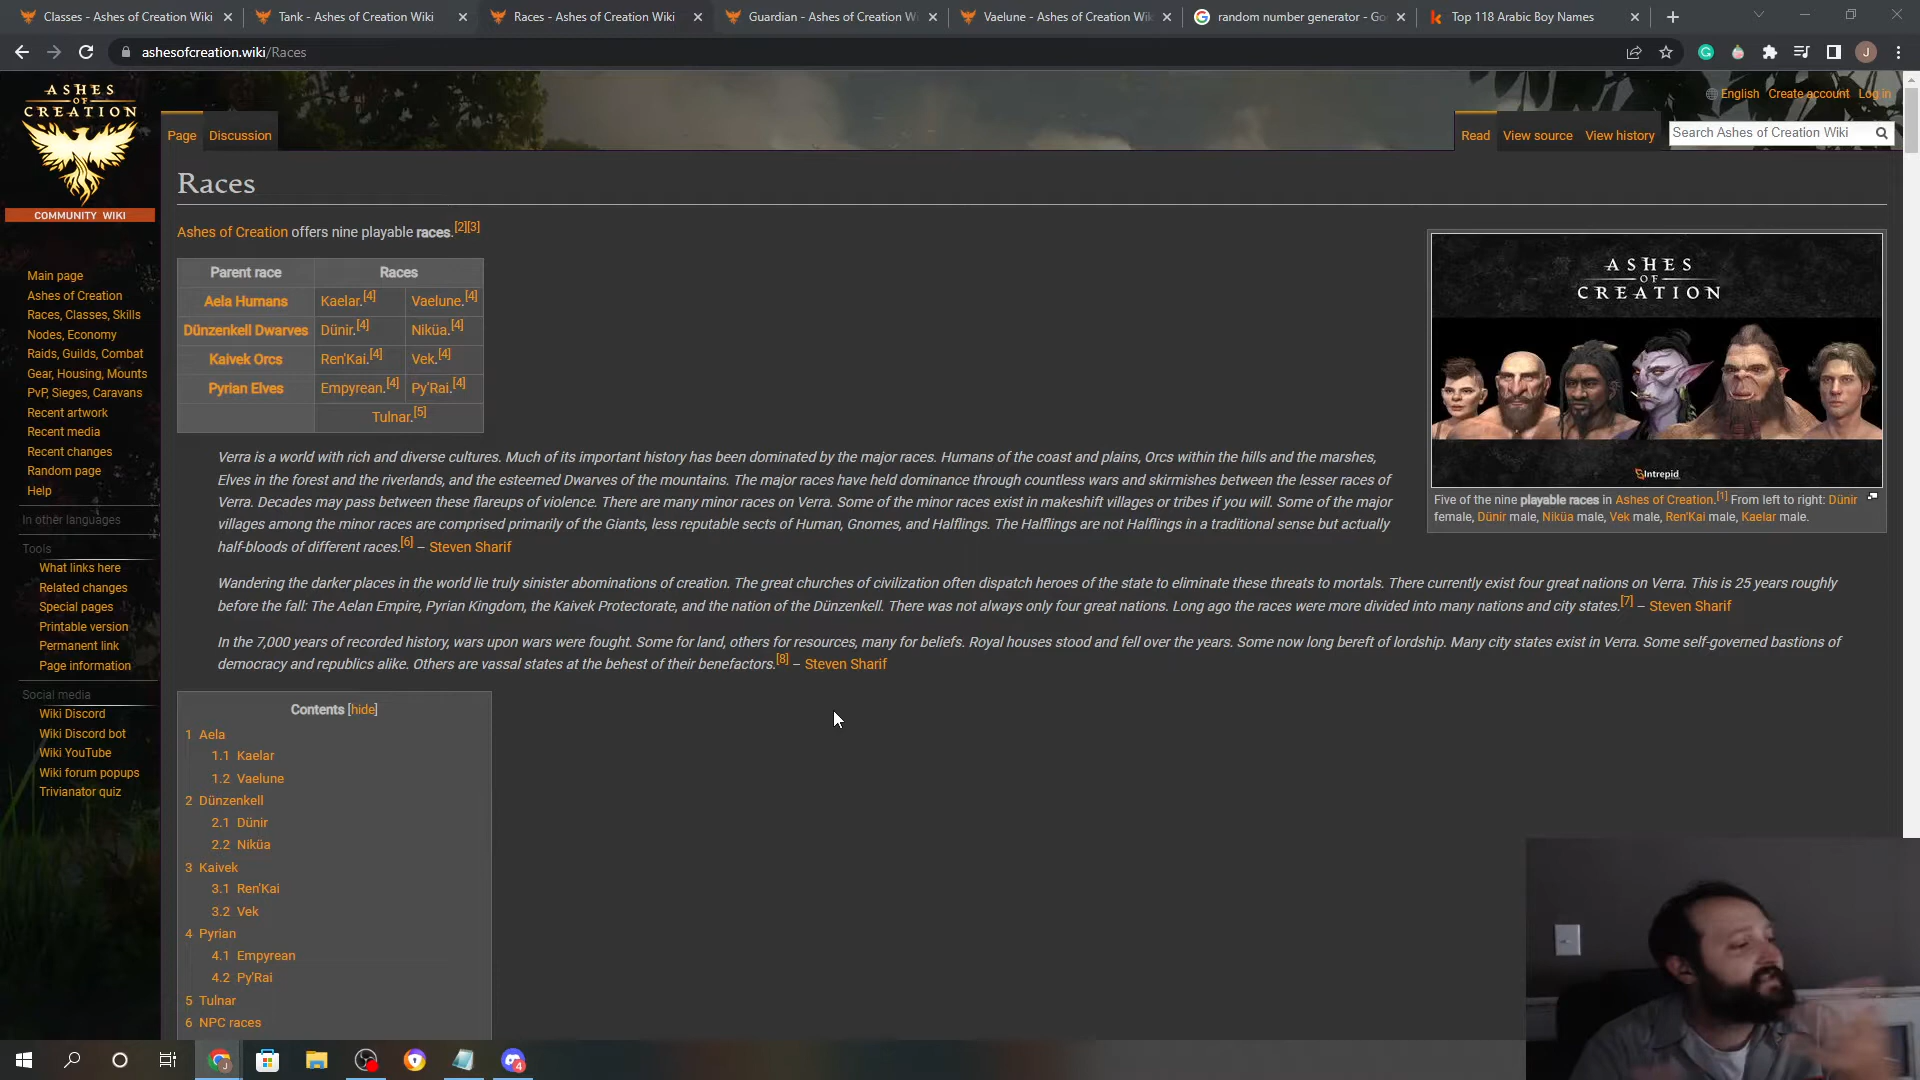 Classes - Ashes of Creation Wiki
Tank - Ashes of Creation Wiki
Races - Ashes of Creation Wiki
Guardian - Ashes of Creation Wi
Vaelune - Ashes of Creation Wik
random number generator - Goo
Top 118 Arabic Boy Names
ashesofcreation.wiki/Races
J
ASHES
OF
CREATION
COMMUNITY WIKI
English Create account Log in
Page Discussion
Read View source View history
Search Ashes of Creation Wiki
Main page
Ashes of Creation
Races, Classes, Skills
Nodes, Economy
Raids, Guilds, Combat
Gear, Housing, Mounts
PvP, Sieges, Caravans
Recent artwork
Recent media
Recent changes
Random page
Help
In other languages
Tools
What links here
Related changes
Special pages
Printable version
Permanent link
Page information
Social media
Wiki Discord
Wiki Discord bot
Wiki YouTube
Wiki forum popups
Trivianator quiz
Races
Ashes of Creation offers nine playable races.[2][3]
Parent race Races
Aela Humans Kaelar.[4] Vaelune.[4]
Dünzenkell Dwarves Dünir.[4] Niküa.[4]
Kaivek Orcs Ren'Kai.[4] Vek.[4]
Pyrian Elves Empyrean.[4] Py'Rai.[4]
Tulnar.[5]
ASHES
OF
CREATION
Intrepid
Five of the nine playable races in Ashes of Creation.[1] From left to right: Dünir
female, Dünir male, Niküa male, Vek male, Ren'Kai male, Kaelar male.
Verra is a world with rich and diverse cultures. Much of its important history has been dominated by the major races. Humans of the coast and plains, Orcs within the hills and the marshes,
Elves in the forest and the riverlands, and the esteemed Dwarves of the mountains. The major races have held dominance through countless wars and skirmishes between the lesser races of
Verra. Decades may pass between these flareups of violence. There are many minor races on Verra. Some of the minor races exist in makeshift villages or tribes if you will. Some of the major
villages among the minor races are comprised primarily of the Giants, less reputable sects of Human, Gnomes, and Halflings. The Halflings are not Halflings in a traditional sense but actually
half-bloods of different races.[6] – Steven Sharif
Wandering the darker places in the world lie truly sinister abominations of creation. The great churches of civilization often dispatch heroes of the state to eliminate these threats to mortals. There currently exist four great nations on Verra. This is 25 years roughly
before the fall: The Aelan Empire, Pyrian Kingdom, the Kaivek Protectorate, and the nation of the Dünzenkell. There was not always only four great nations. Long ago the races were more divided into many nations and city states.[7] – Steven Sharif
In the 7,000 years of recorded history, wars upon wars were fought. Some for land, others for resources, many for beliefs. Royal houses stood and fell over the years. Some now long bereft of lordship. Many city states exist in Verra. Some self-governed bastions of
democracy and republics alike. Others are vassal states at the behest of their benefactors.[8] – Steven Sharif
Contents [hide]
1 Aela
1.1 Kaelar
1.2 Vaelune
2 Dünzenkell
2.1 Dünir
2.2 Niküa
3 Kaivek
3.1 Ren'Kai
3.2 Vek
4 Pyrian
4.1 Empyrean
4.2 Py'Rai
5 Tulnar
6 NPC races
4